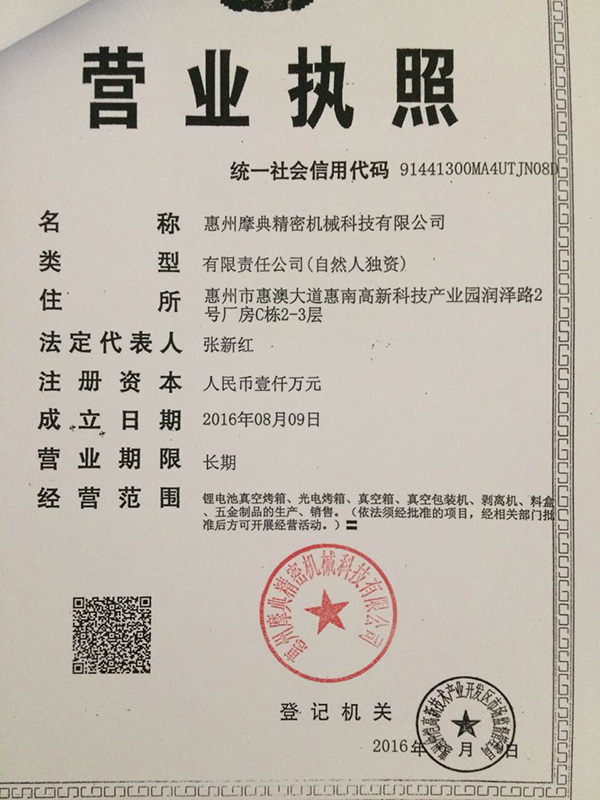 营业执照
统一社会信用代码 91441300MA4UTJN08D
名称 惠州摩典精密机械科技有限公司
类型 有限责任公司(自然人独资)
住所 惠州市惠澳大道惠南高新科技产业园润泽路2
号厂房C栋2-3层
法定代表人 张新红
注册资本 人民币壹仟万元
成立日期 2016年08月09日
营业期限 长期
经营范围 锂电池真空烤箱、光电烤箱、真空箱、真空包装机、剥离机、料盒
、五金制品的生产、销售。（依法须经批准的项目，经相关部门批
准后方可开展经营活动。）〓
惠州摩典精密机械科技有限公司
登记机关
2016年 月 日